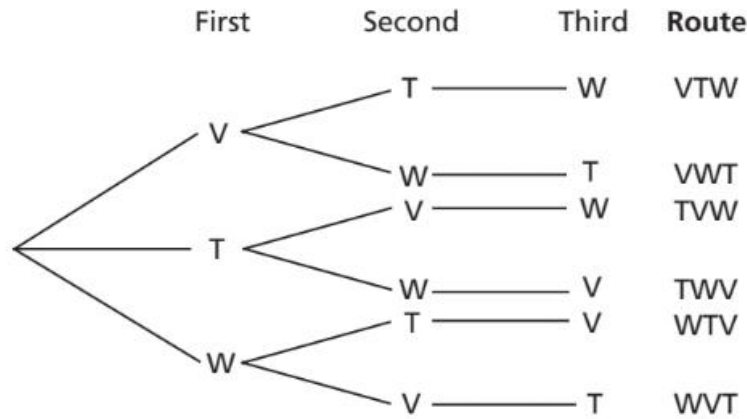 First Second Third Route
T W VTW
V
W T VWT
V W TVW
T
W V TWV
T V WTV
W
V T WVT